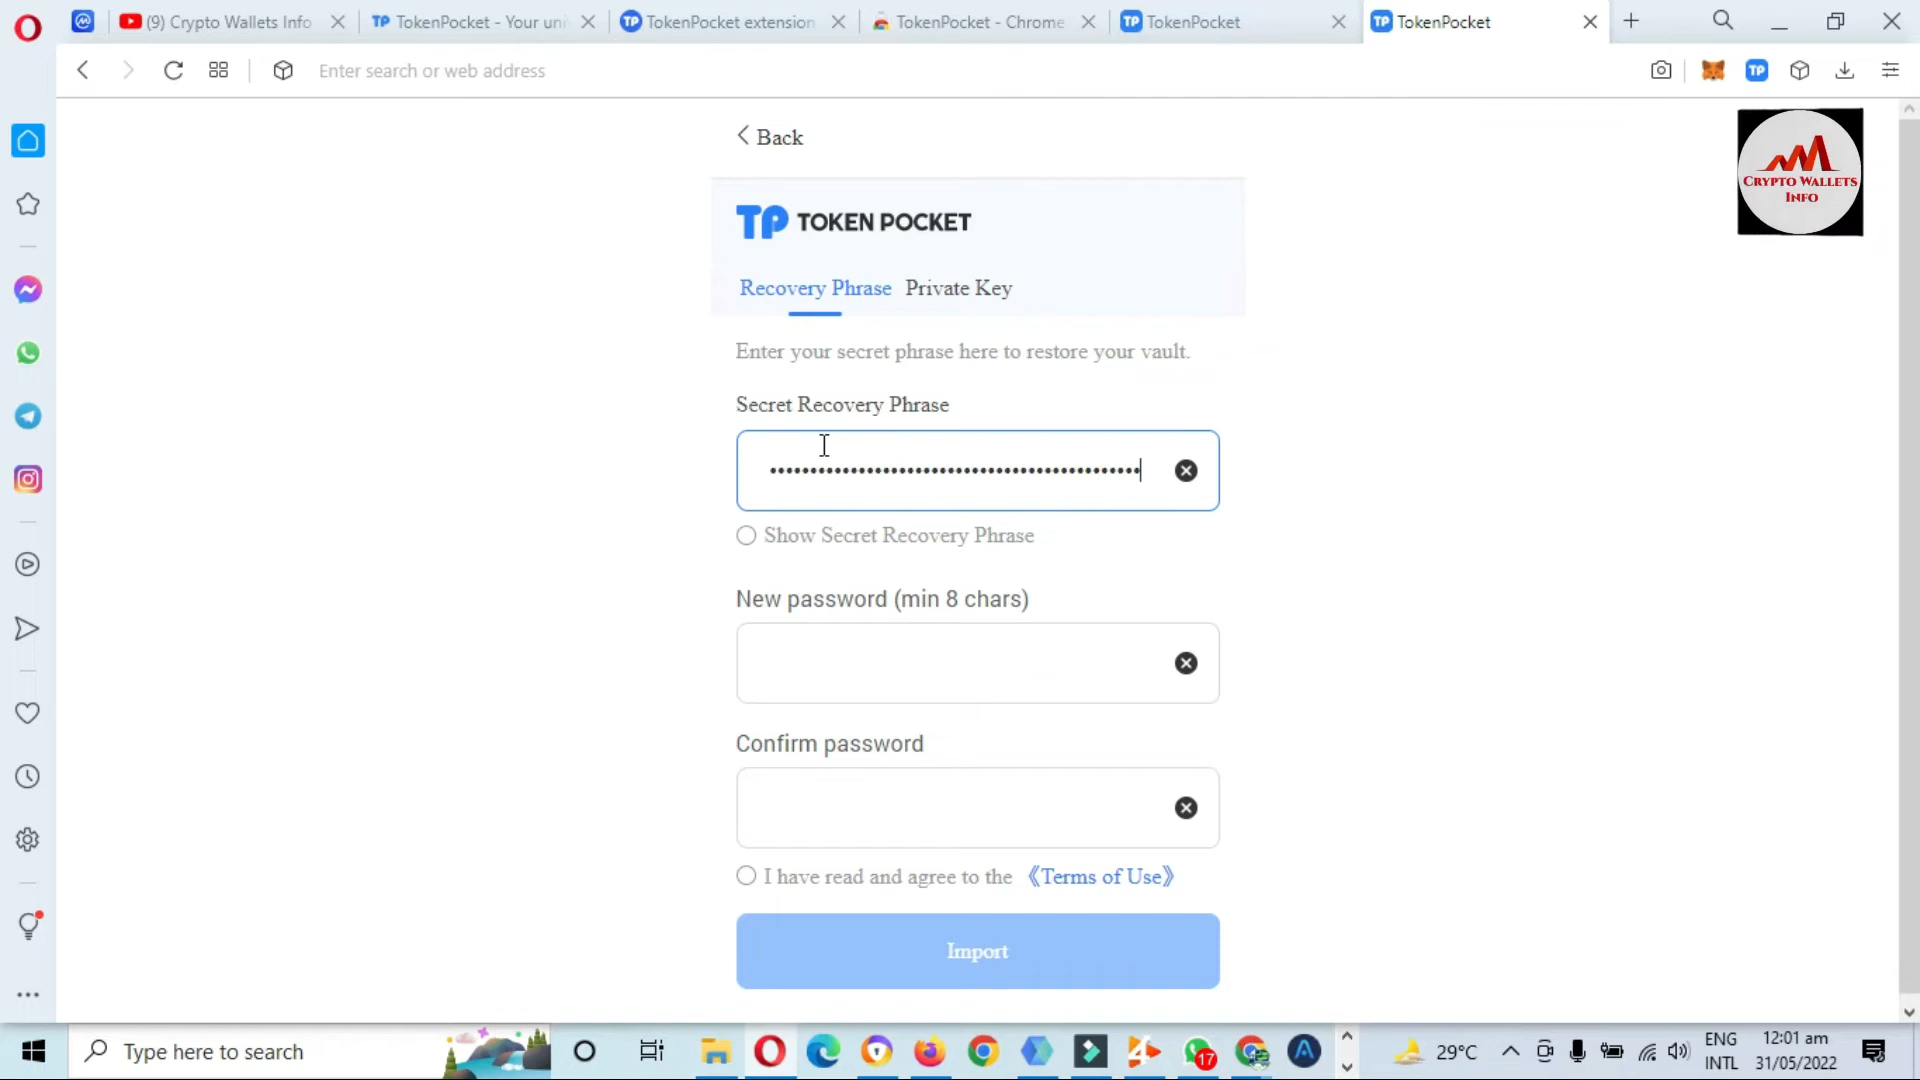 (9) Crypto Wallets Info
TokenPocket - Your uni
TokenPocket extension
TokenPocket - Chrome
TokenPocket
TokenPocket
Enter search or web address
Back
CRYPTO WALLETS
INFO
TP TOKEN POCKET
Recovery Phrase Private Key
Enter your secret phrase here to restore your vault.
Secret Recovery Phrase
••••••••••••••••••••••••••••••••••••••••••••••
Show Secret Recovery Phrase
New password (min 8 chars)
Confirm password
I have read and agree to the 《Terms of Use》
Import
Type here to search
17
29°C
ENG
INTL
12:01 am
31/05/2022